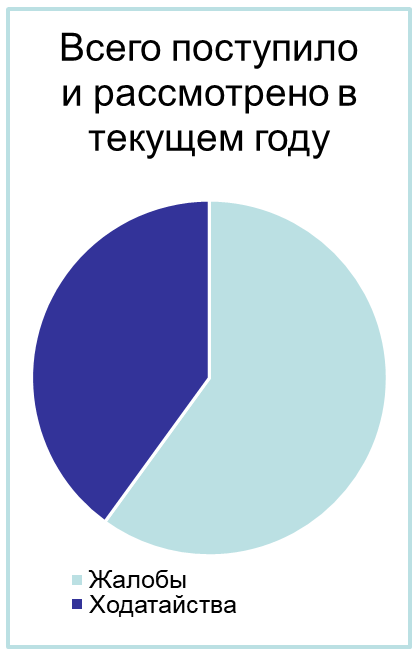 Всего поступило
и рассмотрено в
текущем году
Жалобы
Ходатайства